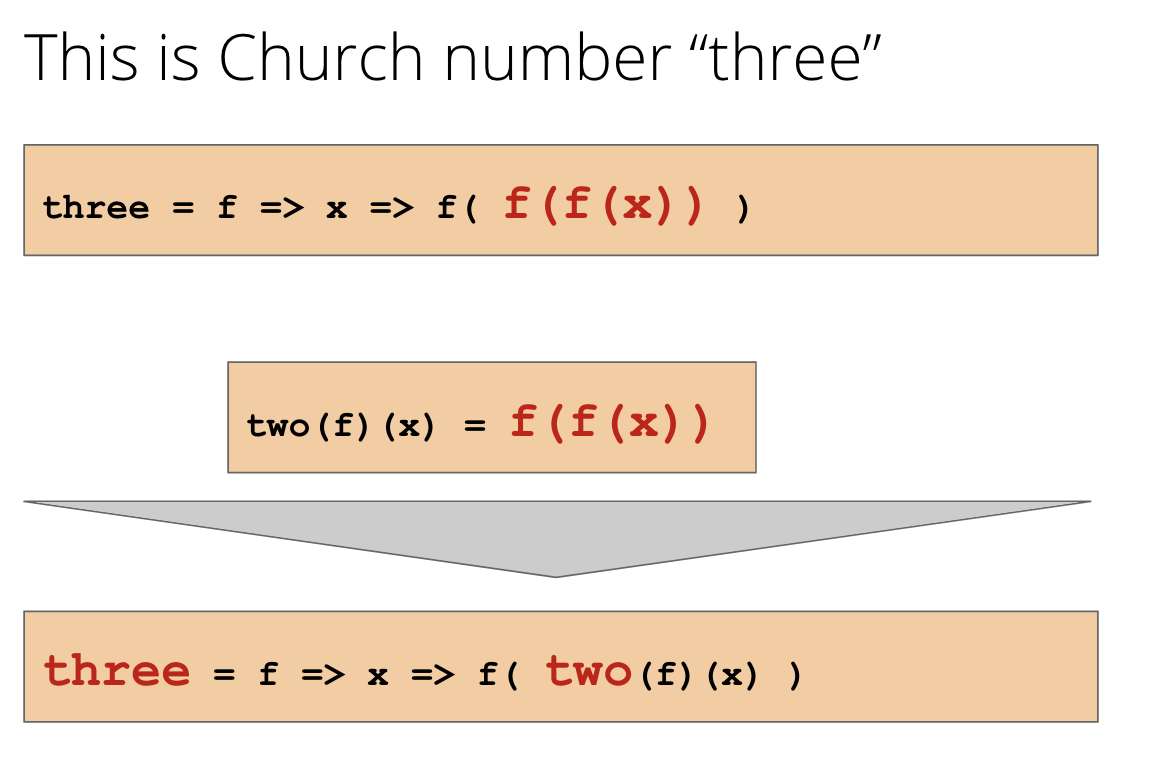 This is Church number “three”
three = f => x => f( f(f(x)) )
two(f)(x) = f(f(x))
three = f => x => f( two(f)(x) )